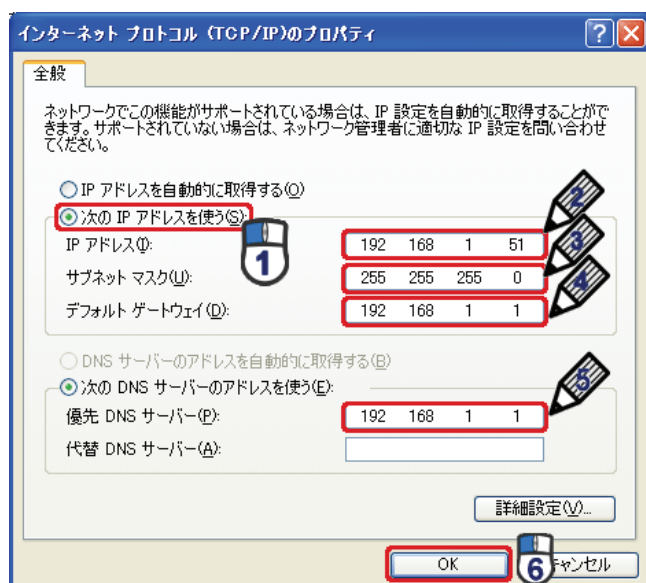 インターネット プロトコル (TCP/IP)のプロパティ
全般
ネットワークでこの機能がサポートされている場合は、IP 設定を自動的に取得することがで
きます。サポートされていない場合は、ネットワーク管理者に適切な IP 設定を問い合わせ
てください。
IP アドレスを自動的に取得する(O)
次の IP アドレスを使う(S):
1
IP アドレス(I):
192 168 1 51
2
サブネット マスク(U):
255 255 255 0
3
デフォルト ゲートウェイ(D):
192 168 1 1
4
DNS サーバーのアドレスを自動的に取得する(B)
次の DNS サーバーのアドレスを使う(E):
優先 DNS サーバー(P):
192 168 1 1
5
代替 DNS サーバー(A):
詳細設定(V)...
OK
6
ャンセル